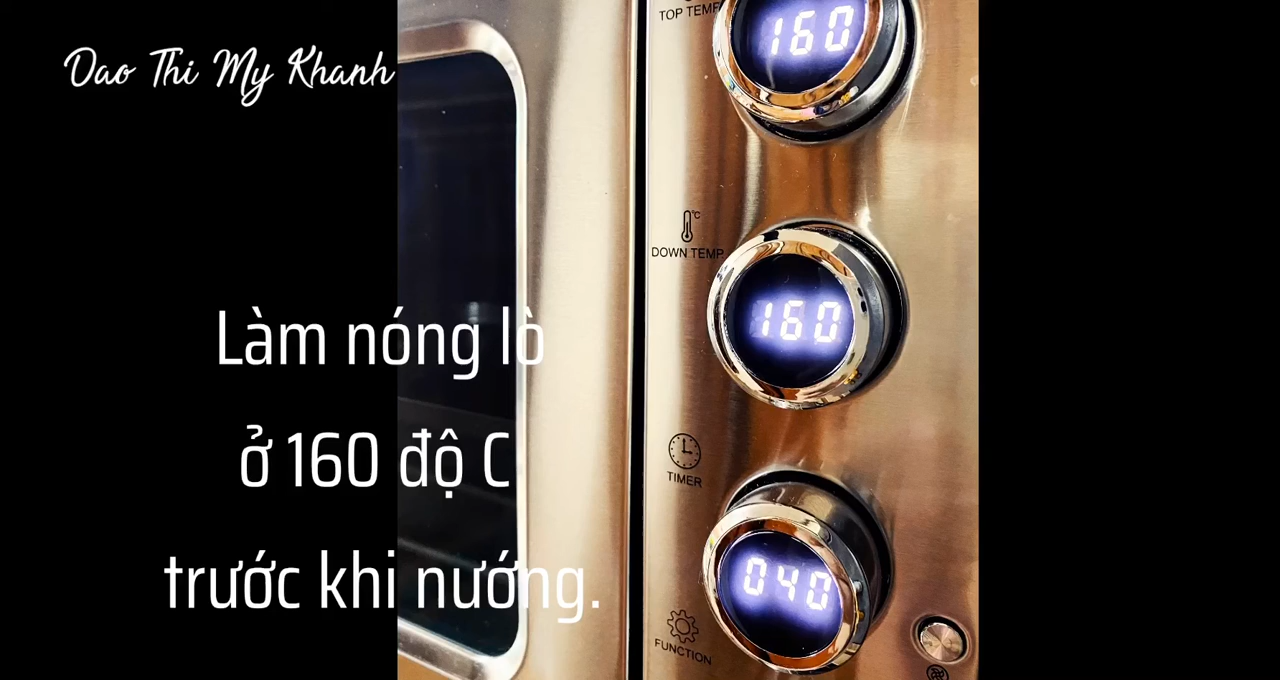 Dao Thi My Khanh
TOP TEMP
160
°C
DOWN TEMP.
160
TIMER
040
FUNCTION
Làm nóng lò
ở 160 độ C
trước khi nướng.